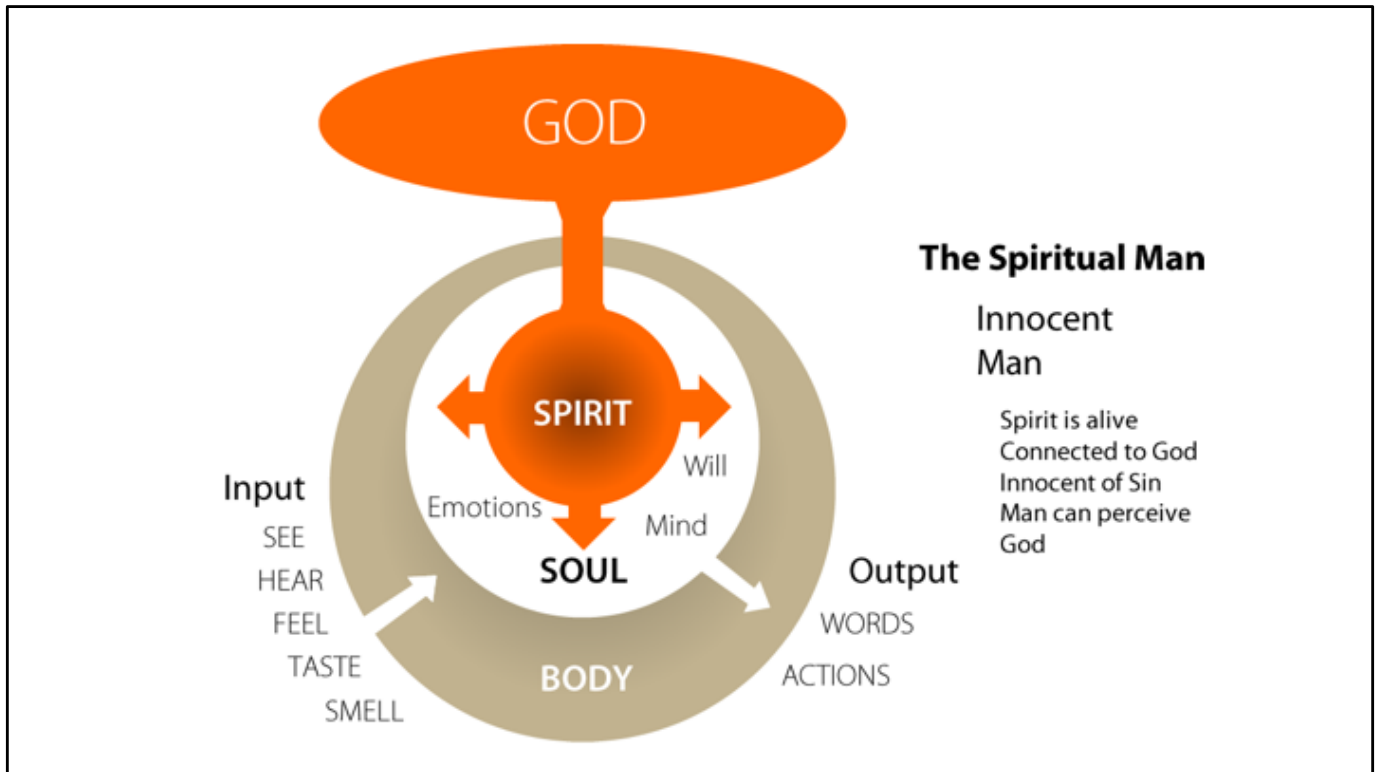 GOD
The Spiritual Man
Innocent
Man
Spirit is alive
Connected to God
Innocent of Sin
Man can perceive
God
SPIRIT
Will
Emotions
Mind
SOUL
BODY
Input
SEE
HEAR
FEEL
TASTE
SMELL
Output
WORDS
ACTIONS